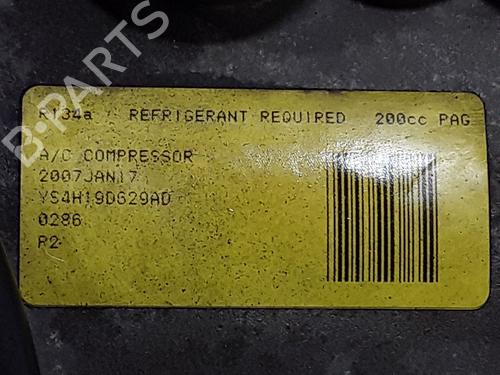 B-PARTS
R134a / REFRIGERANT REQUIRED 200cc PAG
A/C COMPRESSOR
2007JAN17
YS4H19D629AD
0286
R2